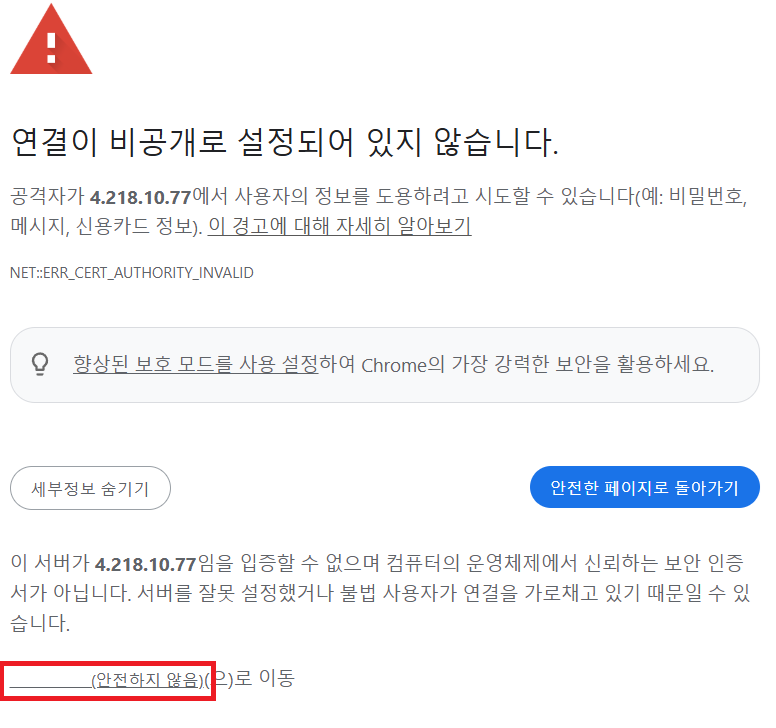 연결이 비공개로 설정되어 있지 않습니다.
공격자가 4.218.10.77에서 사용자의 정보를 도용하려고 시도할 수 있습니다(예: 비밀번호,
메시지, 신용카드 정보). 이 경고에 대해 자세히 알아보기
NET::ERR_CERT_AUTHORITY_INVALID
향상된 보호 모드를 사용 설정하여 Chrome의 가장 강력한 보안을 활용하세요.
세부정보 숨기기
안전한 페이지로 돌아가기
이 서버가 4.218.10.77임을 입증할 수 없으며 컴퓨터의 운영체제에서 신뢰하는 보안 인증
서가 아닙니다. 서버를 잘못 설정했거나 불법 사용자가 연결을 가로채고 있기 때문일 수 있
습니다.
(안전하지 않음)(으)로 이동